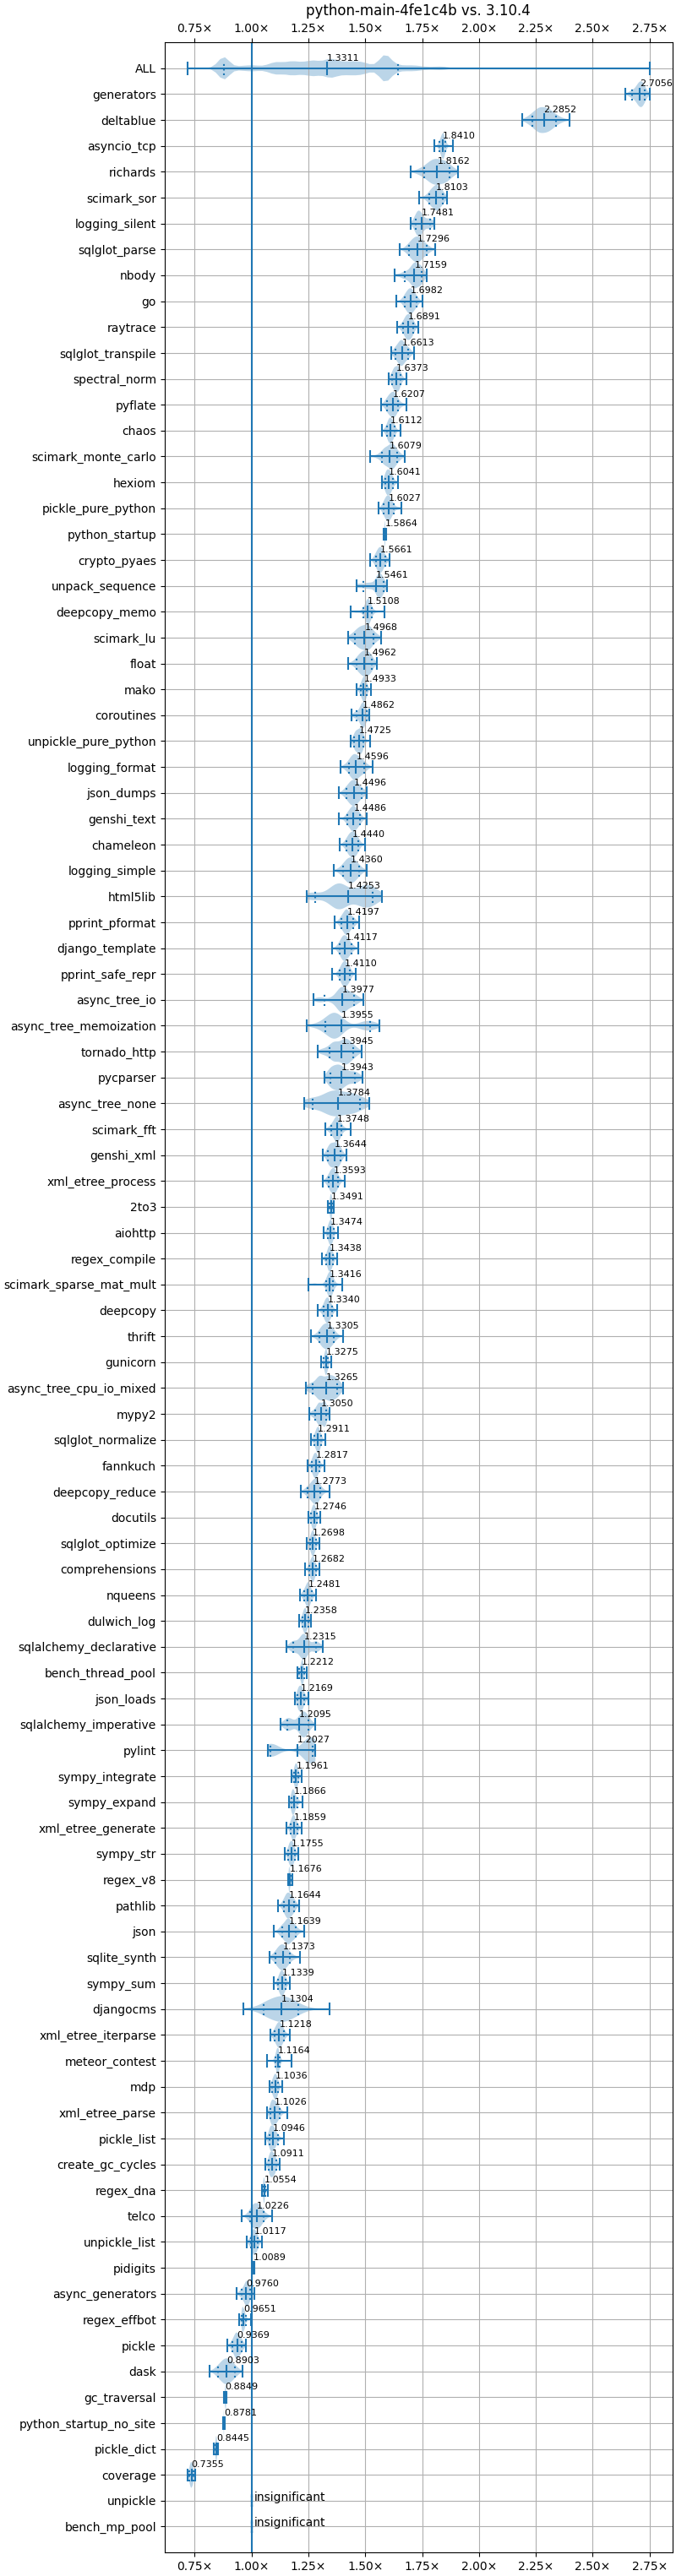 python-main-4fe1c4b vs. 3.10.4
0.75× 1.00× 1.25× 1.50× 1.75× 2.00× 2.25× 2.50× 2.75×
ALL 1.3311
generators 2.7056
deltablue 2.2852
asyncio_tcp 1.8410
richards 1.8162
scimark_sor 1.8103
logging_silent 1.7481
sqlglot_parse 1.7296
nbody 1.7159
go 1.6982
raytrace 1.6891
sqlglot_transpile 1.6613
spectral_norm 1.6373
pyflate 1.6207
chaos 1.6112
scimark_monte_carlo 1.6079
hexiom 1.6041
pickle_pure_python 1.6027
python_startup 1.5864
crypto_pyaes 1.5661
unpack_sequence 1.5461
deepcopy_memo 1.5108
scimark_lu 1.4968
float 1.4962
mako 1.4933
coroutines 1.4862
unpickle_pure_python 1.4725
logging_format 1.4596
json_dumps 1.4496
genshi_text 1.4486
chameleon 1.4440
logging_simple 1.4360
html5lib 1.4253
pprint_pformat 1.4197
django_template 1.4117
pprint_safe_repr 1.4110
async_tree_io 1.3977
async_tree_memoization 1.3955
tornado_http 1.3945
pycparser 1.3943
async_tree_none 1.3784
scimark_fft 1.3748
genshi_xml 1.3644
xml_etree_process 1.3593
2to3 1.3491
aiohttp 1.3474
regex_compile 1.3438
scimark_sparse_mat_mult 1.3416
deepcopy 1.3340
thrift 1.3305
gunicorn 1.3275
async_tree_cpu_io_mixed 1.3265
mypy2 1.3050
sqlglot_normalize 1.2911
fannkuch 1.2817
deepcopy_reduce 1.2773
docutils 1.2746
sqlglot_optimize 1.2698
comprehensions 1.2682
nqueens 1.2481
dulwich_log 1.2358
sqlalchemy_declarative 1.2315
bench_thread_pool 1.2212
json_loads 1.2169
sqlalchemy_imperative 1.2095
pylint 1.2027
sympy_integrate 1.1961
sympy_expand 1.1866
xml_etree_generate 1.1859
sympy_str 1.1755
regex_v8 1.1676
pathlib 1.1644
json 1.1639
sqlite_synth 1.1373
sympy_sum 1.1339
djangocms 1.1304
xml_etree_iterparse 1.1218
meteor_contest 1.1164
mdp 1.1036
xml_etree_parse 1.1026
pickle_list 1.0946
create_gc_cycles 1.0911
regex_dna 1.0554
telco 1.0226
unpickle_list 1.0117
pidigits 1.0089
async_generators 0.9760
regex_effbot 0.9651
pickle 0.9369
dask 0.8903
gc_traversal 0.8849
python_startup_no_site 0.8781
pickle_dict 0.8445
coverage 0.7355
unpickle insignificant
bench_mp_pool insignificant
0.75× 1.00× 1.25× 1.50× 1.75× 2.00× 2.25× 2.50× 2.75×